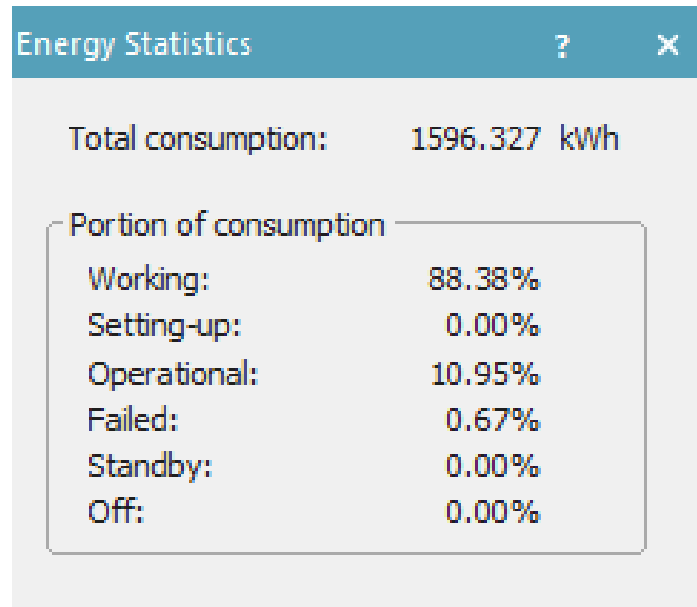 Energy Statistics ? ×
Total consumption: 1596.327 kWh
Portion of consumption
Working: 88.38%
Setting-up: 0.00%
Operational: 10.95%
Failed: 0.67%
Standby: 0.00%
Off: 0.00%